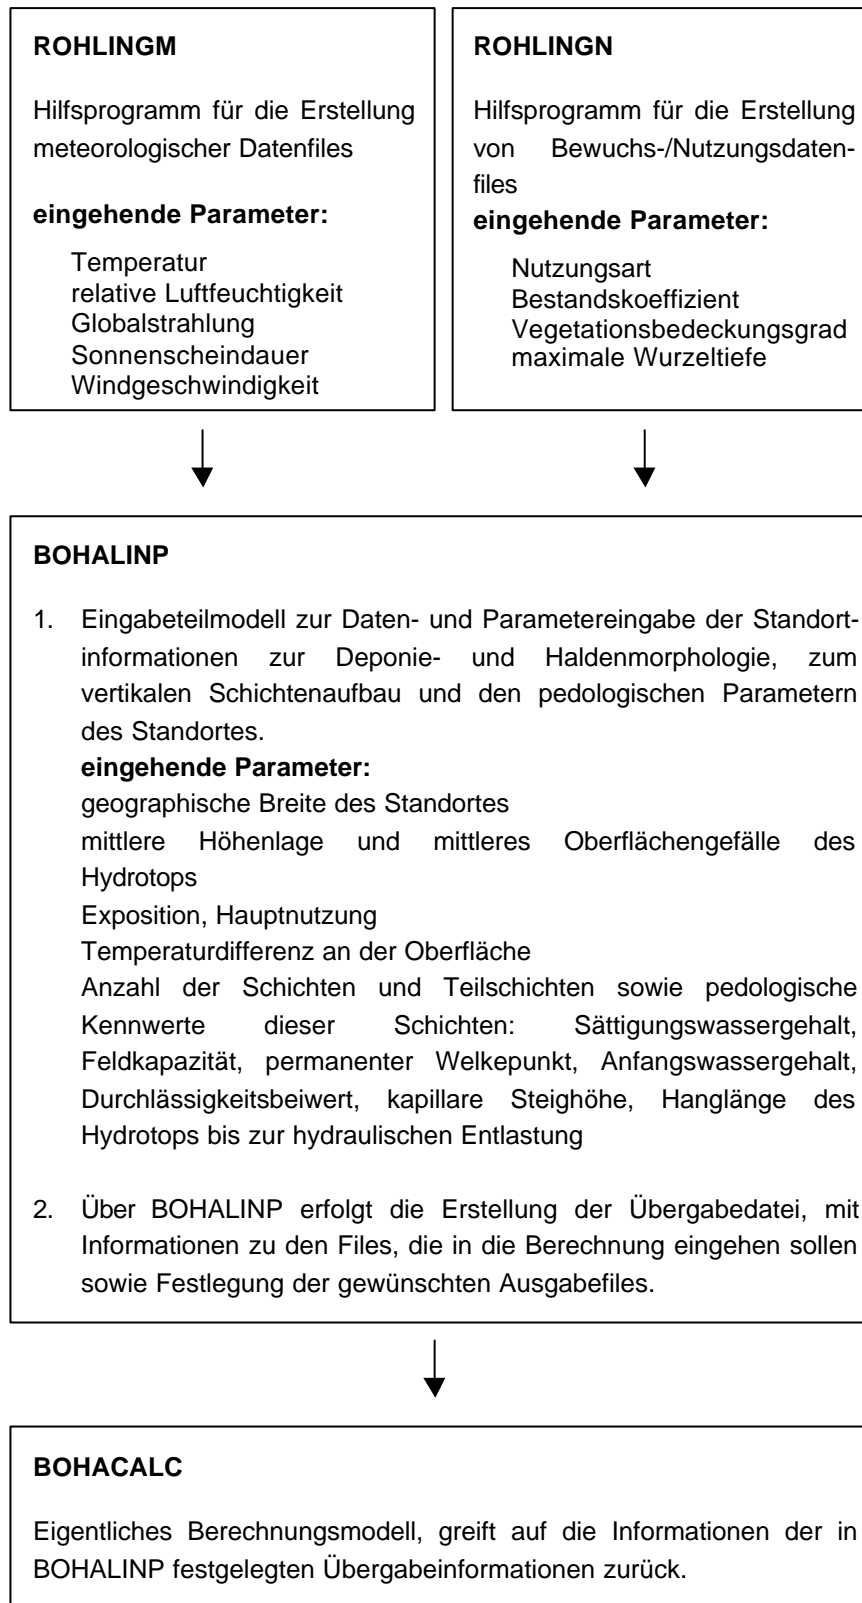 ROHLINGM
Hilfsprogramm für die Erstellung
meteorologischer Datenfiles
eingehende Parameter:
Temperatur
relative Luftfeuchtigkeit
Globalstrahlung
Sonnenscheindauer
Windgeschwindigkeit
ROHLINGN
Hilfsprogramm für die Erstellung
von Bewuchs-/Nutzungsdaten-
files
eingehende Parameter:
Nutzungsart
Bestandskoeffizient
Vegetationsbedeckungsgrad
maximale Wurzeltiefe
BOHALINP
1. Eingabeteilmodell zur Daten- und Parametereingabe der Standort-
informationen zur Deponie- und Haldenmorphologie, zum
vertikalen Schichtenaufbau und den pedologischen Parametern
des Standortes.
eingehende Parameter:
geographische Breite des Standortes
mittlere Höhenlage und mittleres Oberflächengefälle des
Hydrotops
Exposition, Hauptnutzung
Temperaturdifferenz an der Oberfläche
Anzahl der Schichten und Teilschichten sowie pedologische
Kennwerte dieser Schichten: Sättigungswassergehalt,
Feldkapazität, permanenter Welkepunkt, Anfangswassergehalt,
Durchlässigkeitsbeiwert, kapillare Steighöhe, Hanglänge des
Hydrotops bis zur hydraulischen Entlastung
2. Über BOHALINP erfolgt die Erstellung der Übergabedatei, mit
Informationen zu den Files, die in die Berechnung eingehen sollen
sowie Festlegung der gewünschten Ausgabefiles.
BOHACALC
Eigentliches Berechnungsmodell, greift auf die Informationen der in
BOHALINP festgelegten Übergabeinformationen zurück.